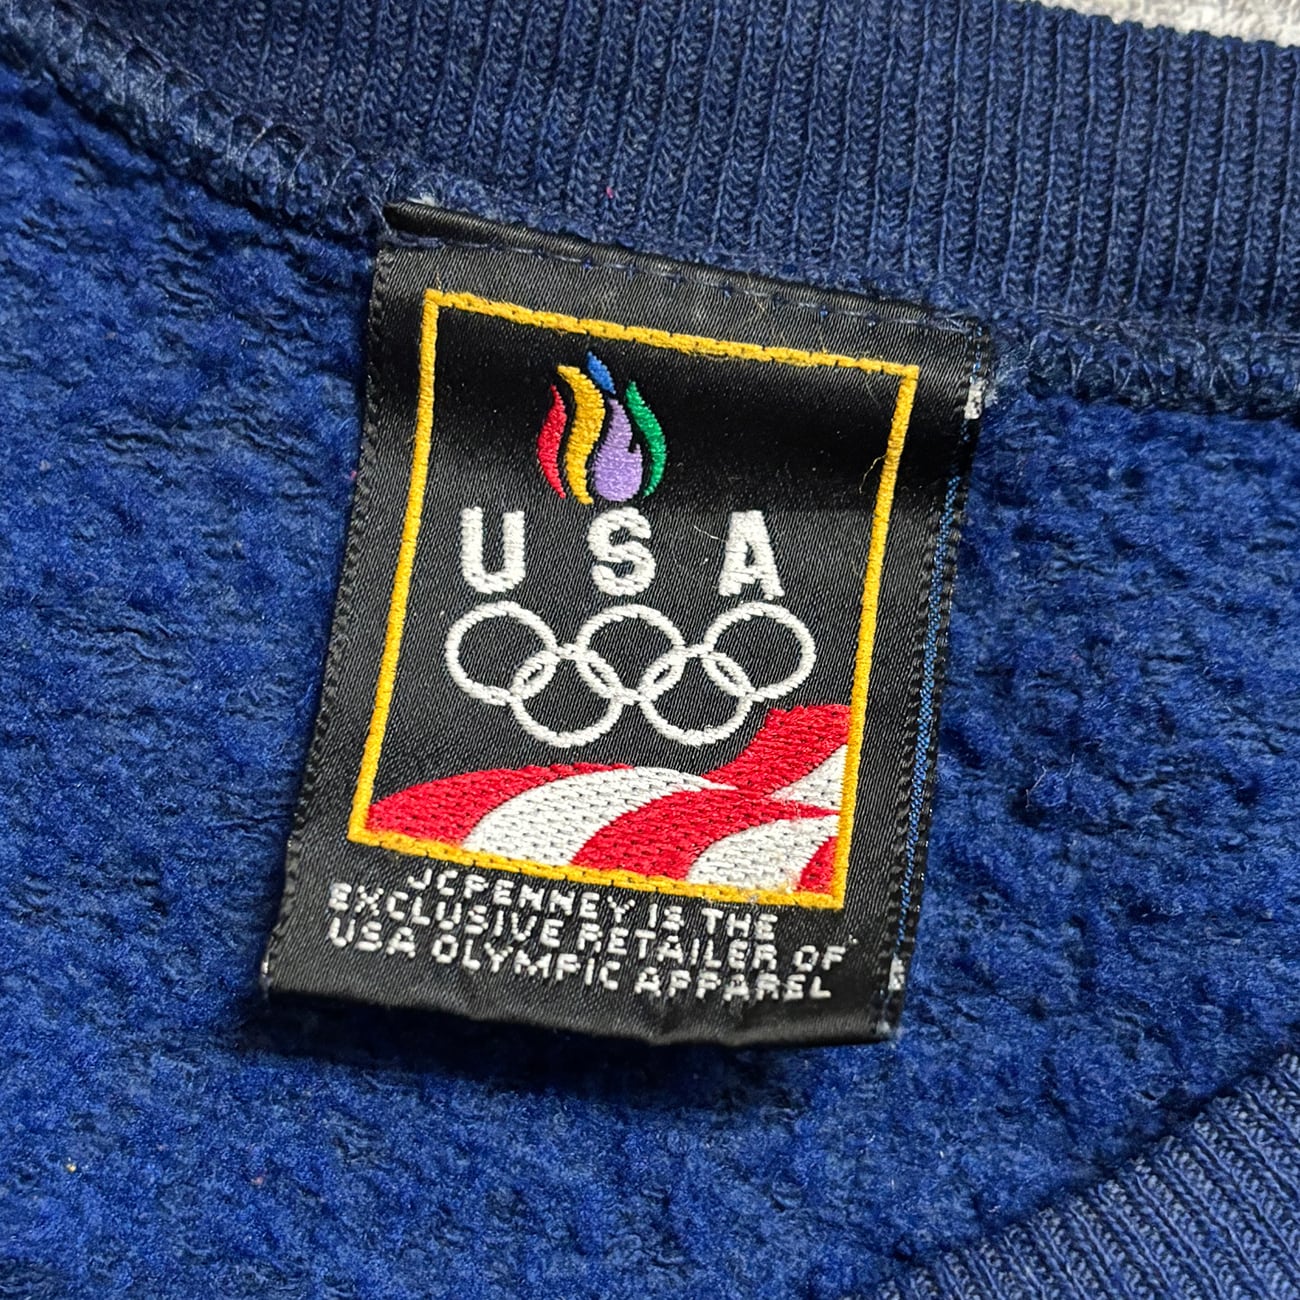 USA
JCPENNEY IS THE
EXCLUSIVE RETAILER OF
USA OLYMPIC APPAREL